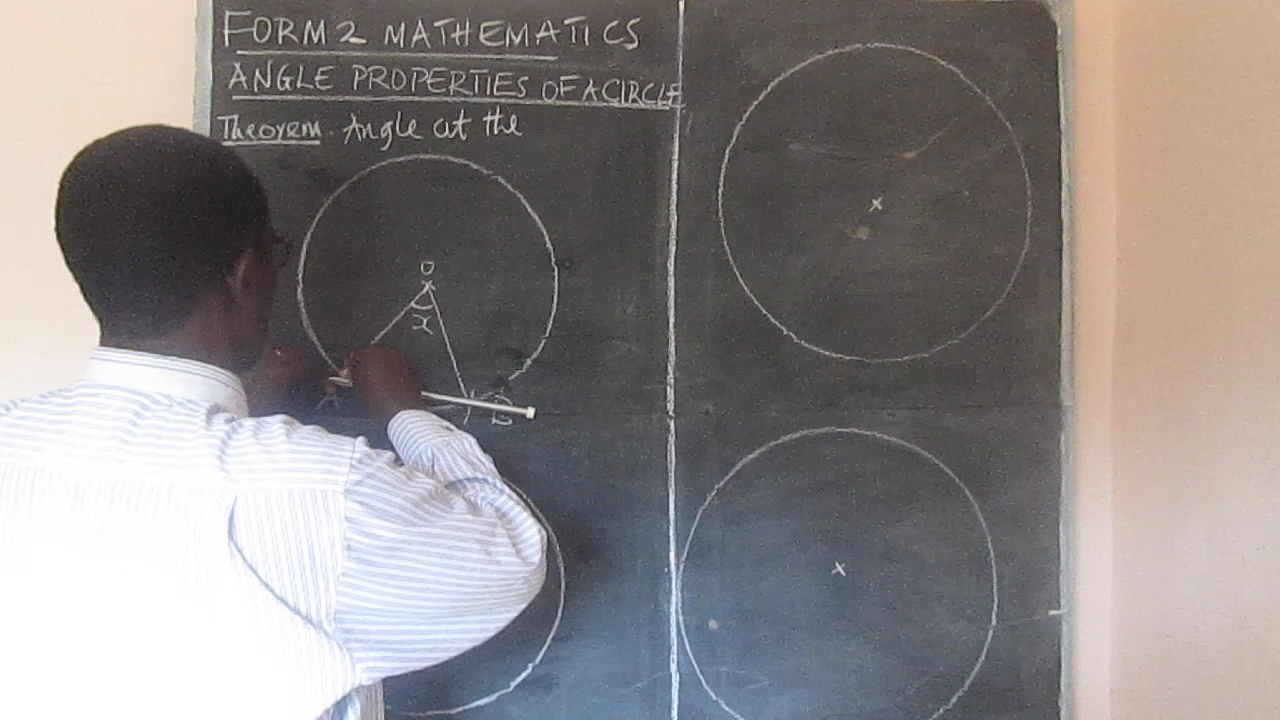 FORM 2 MATHEMATICS
ANGLE PROPERTIES OF A CIRCLE
Theorem. Angle at the
O
x
A B